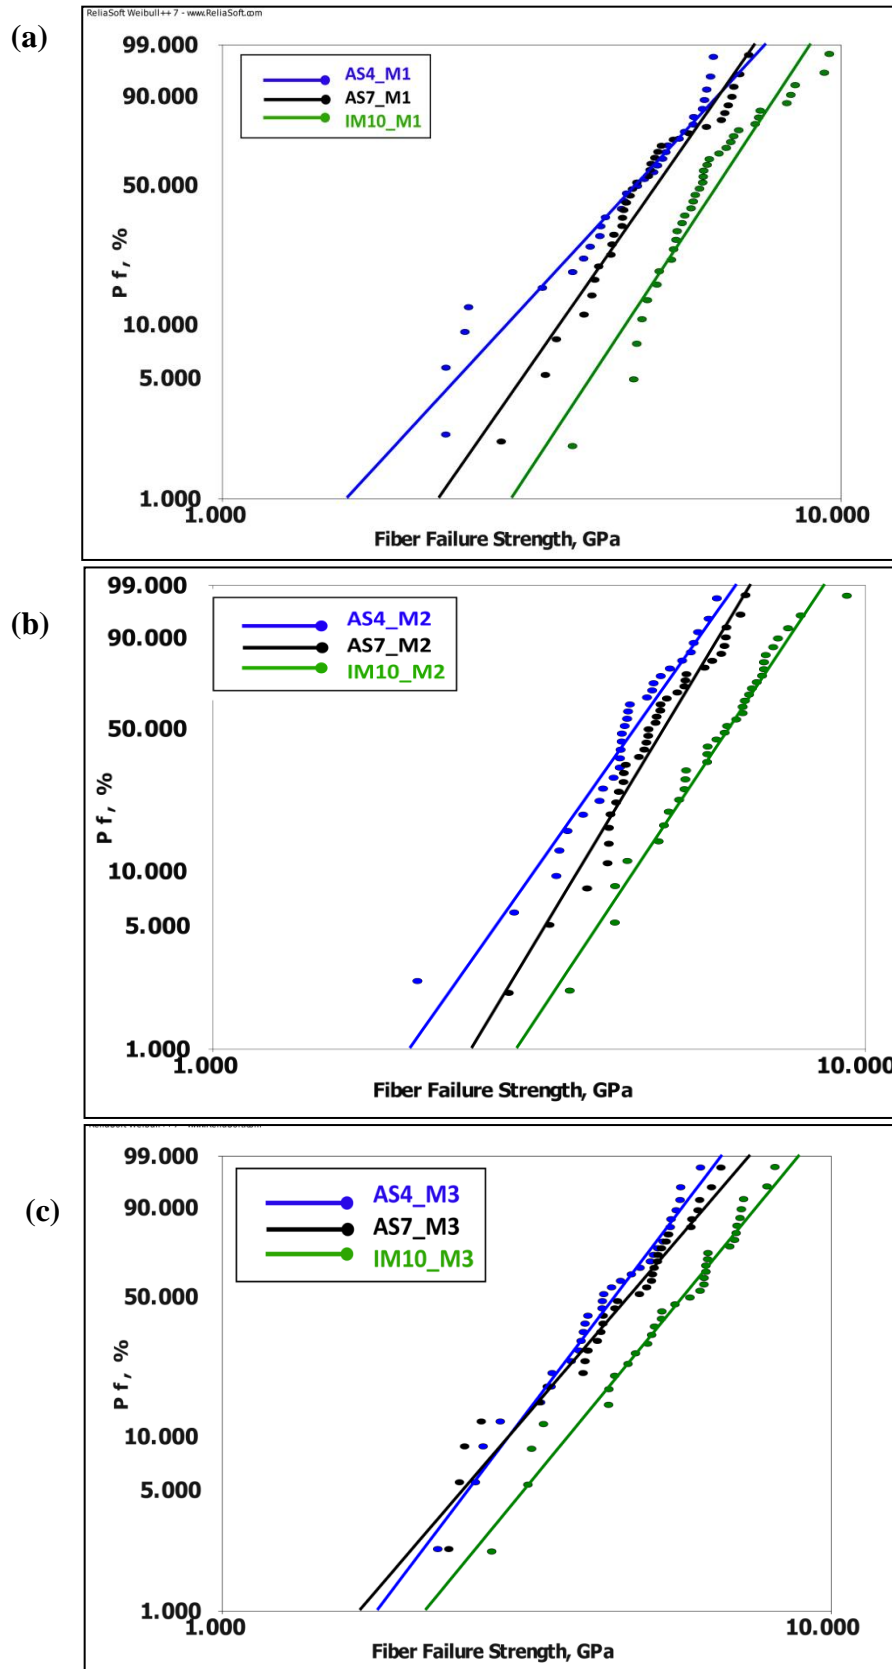 ReliaSoft Weibull++ 7 - www.ReliaSoft.com
(a)
99.000
AS4_M1
AS7_M1
IM10_M1
90.000
50.000
P f, %
10.000
5.000
1.000
1.000
10.000
Fiber Failure Strength, GPa
(b)
99.000
AS4_M2
AS7_M2
IM10_M2
90.000
50.000
P f, %
10.000
5.000
1.000
1.000
10.000
Fiber Failure Strength, GPa
(c)
99.000
AS4_M3
AS7_M3
IM10_M3
90.000
50.000
P f, %
10.000
5.000
1.000
1.000
10.000
Fiber Failure Strength, GPa